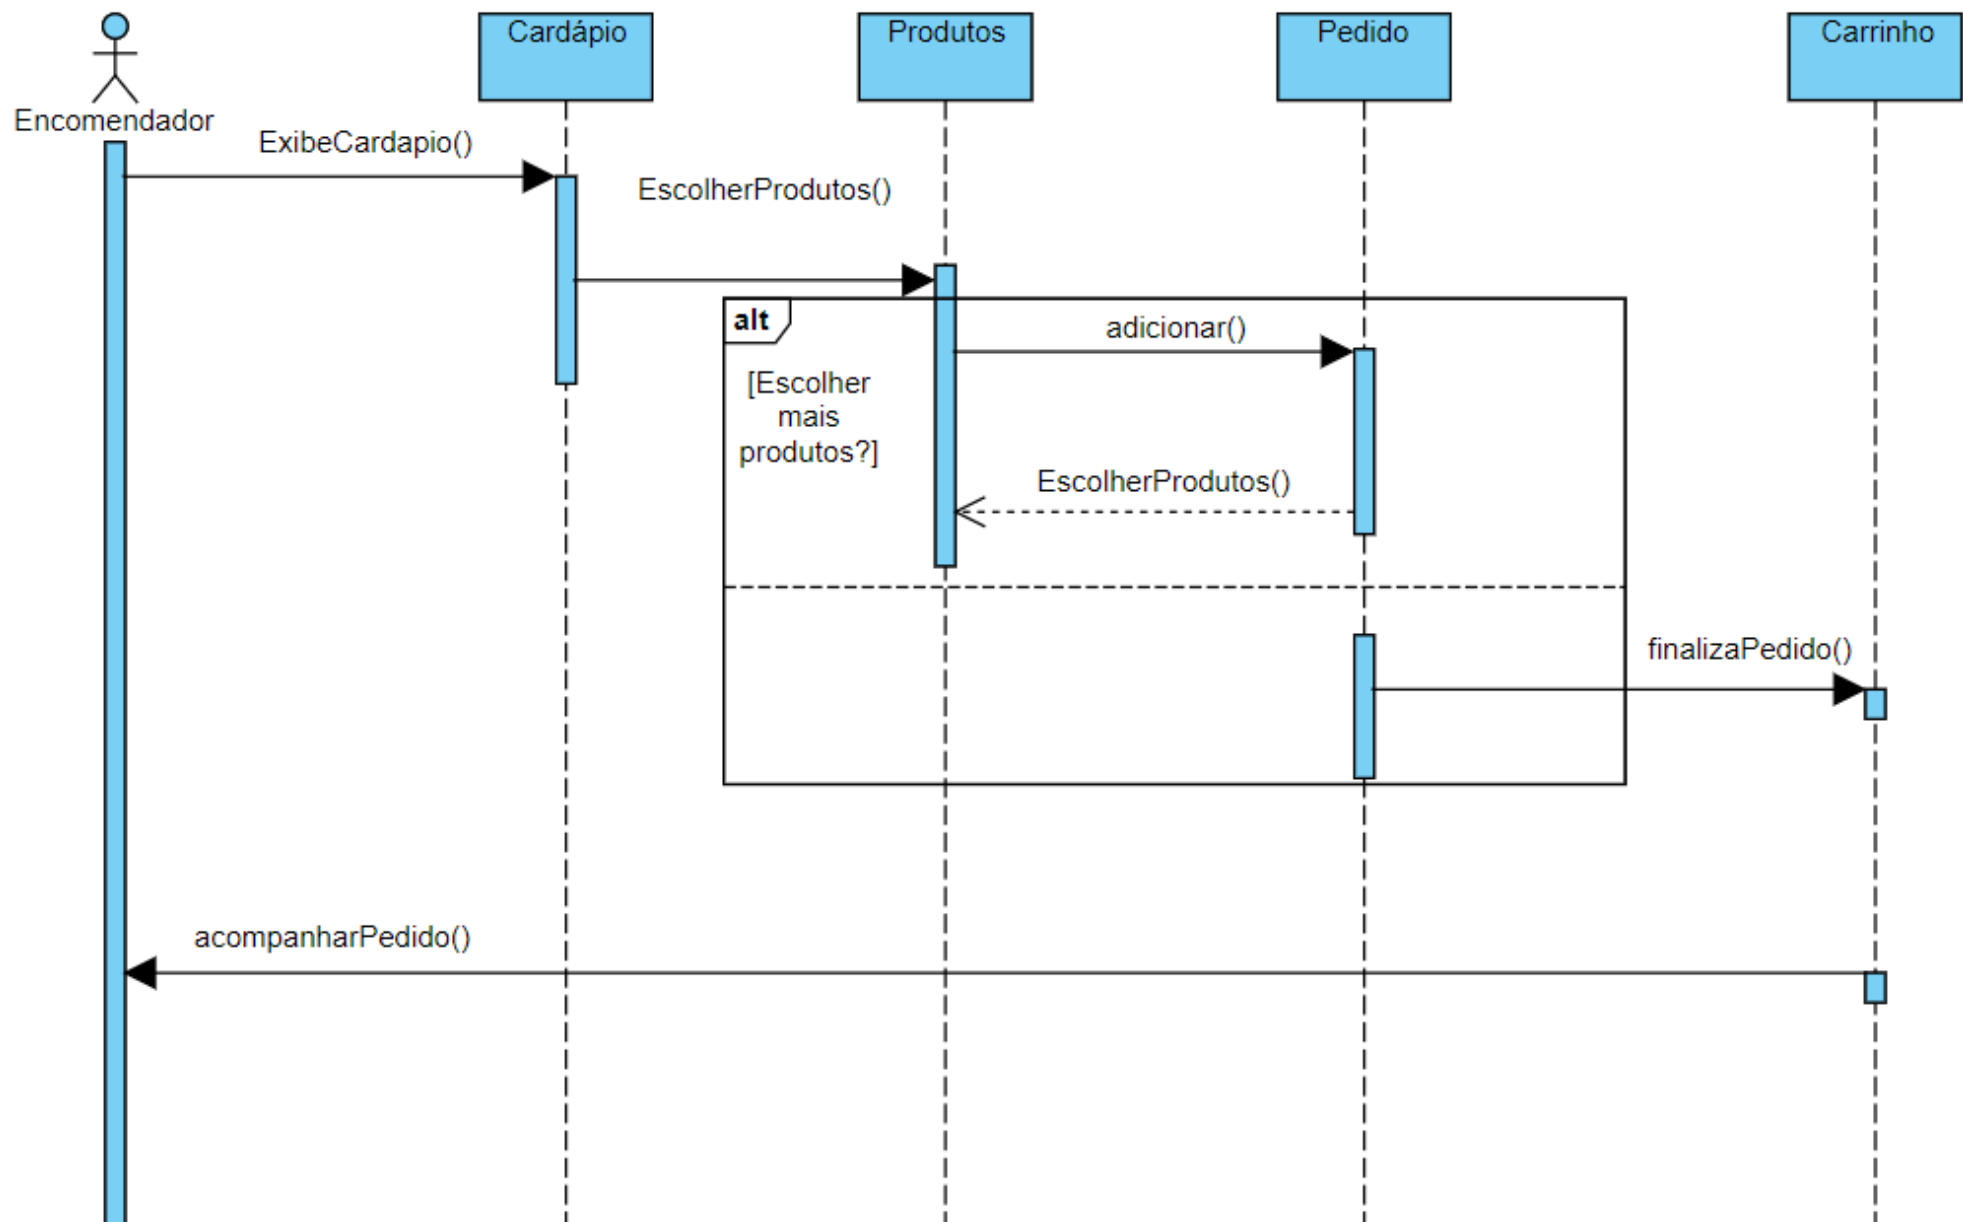 Cardápio
Produtos
Pedido
Carrinho
Encomendador
ExibeCardapio()
EscolherProdutos()
alt
adicionar()
[Escolher
mais
produtos?]
EscolherProdutos()
finalizaPedido()
acompanharPedido()